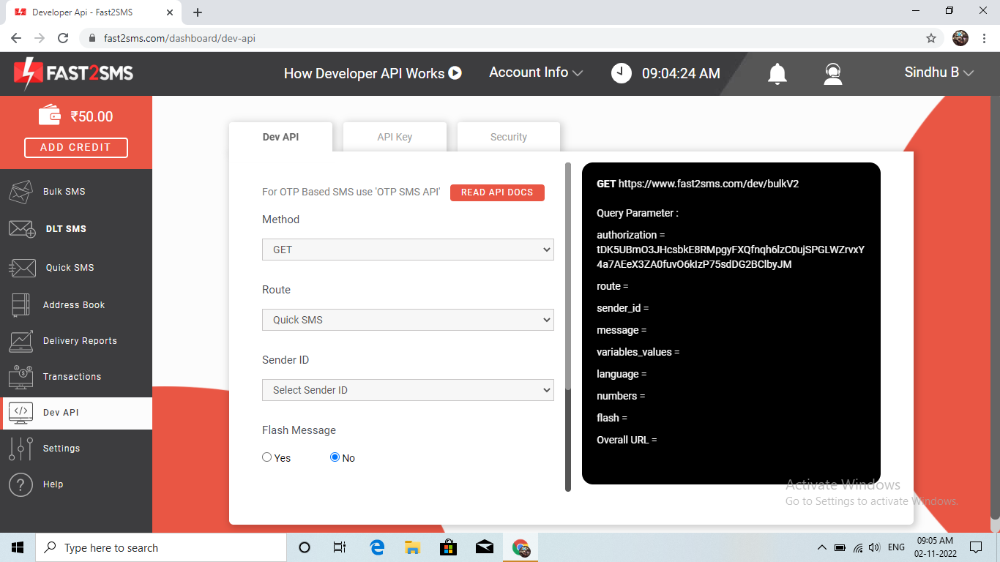 Developer Api - Fast2SMS
fast2sms.com/dashboard/dev-api
FAST2SMS
How Developer API Works
Account Info
09:04:24 AM
Sindhu B
₹50.00
ADD CREDIT
Bulk SMS
DLT SMS
Quick SMS
Address Book
Delivery Reports
Transactions
Dev API
Settings
Help
Dev API
API Key
Security
For OTP Based SMS use 'OTP SMS API'
READ API DOCS
Method
GET
Route
Quick SMS
Sender ID
Select Sender ID
Flash Message
Yes
No
GET https://www.fast2sms.com/dev/bulkV2
Query Parameter :
authorization =
tDK5UBmO3JHcsbkE8RMpgyFXQfnqh6lzC0ujSPGLWZrvxY
4a7AEeX3ZA0fuvO6kIzP75sdDG2BClbyJM
route =
sender_id =
message =
variables_values =
language =
numbers =
flash =
Overall URL =
Activate Windows
Go to Settings to activate Windows.
Type here to search
ENG
09:05 AM
02-11-2022